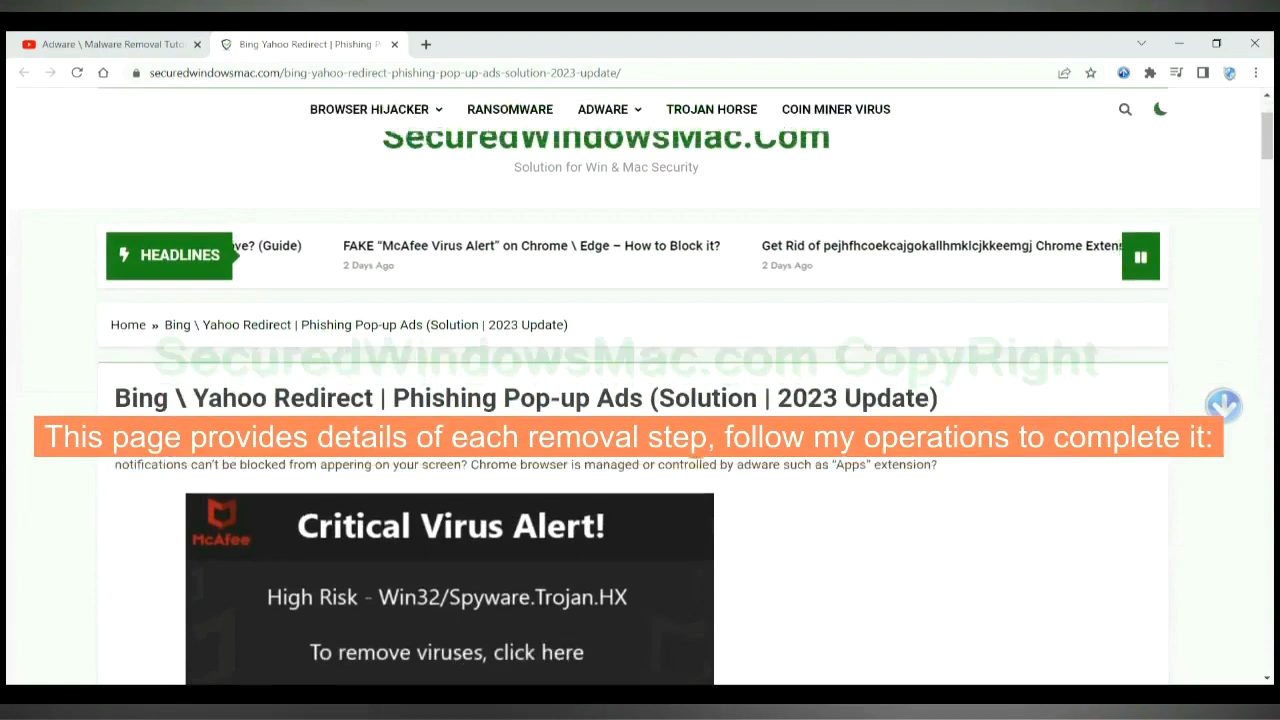 Adware \ Malware Removal Tuto
Bing Yahoo Redirect | Phishing P
securedwindowsmac.com/bing-yahoo-redirect-phishing-pop-up-ads-solution-2023-update/
BROWSER HIJACKER RANSOMWARE ADWARE TROJAN HORSE COIN MINER VIRUS
SecuredWindowsMac.Com
Solution for Win & Mac Security
HEADLINES
ve? (Guide)
FAKE “McAfee Virus Alert” on Chrome \ Edge – How to Block it?
2 Days Ago
Get Rid of pejhfhcoekcajgokallhmklcjkkeemgj Chrome Exten
2 Days Ago
Home » Bing \ Yahoo Redirect | Phishing Pop-up Ads (Solution | 2023 Update)
SecuredWindowsMac.com CopyRight
Bing \ Yahoo Redirect | Phishing Pop-up Ads (Solution | 2023 Update)
This page provides details of each removal step, follow my operations to complete it:
notifications can’t be blocked from appering on your screen? Chrome browser is managed or controlled by adware such as “Apps” extension?
McAfee
Critical Virus Alert!
High Risk - Win32/Spyware.Trojan.HX
To remove viruses, click here